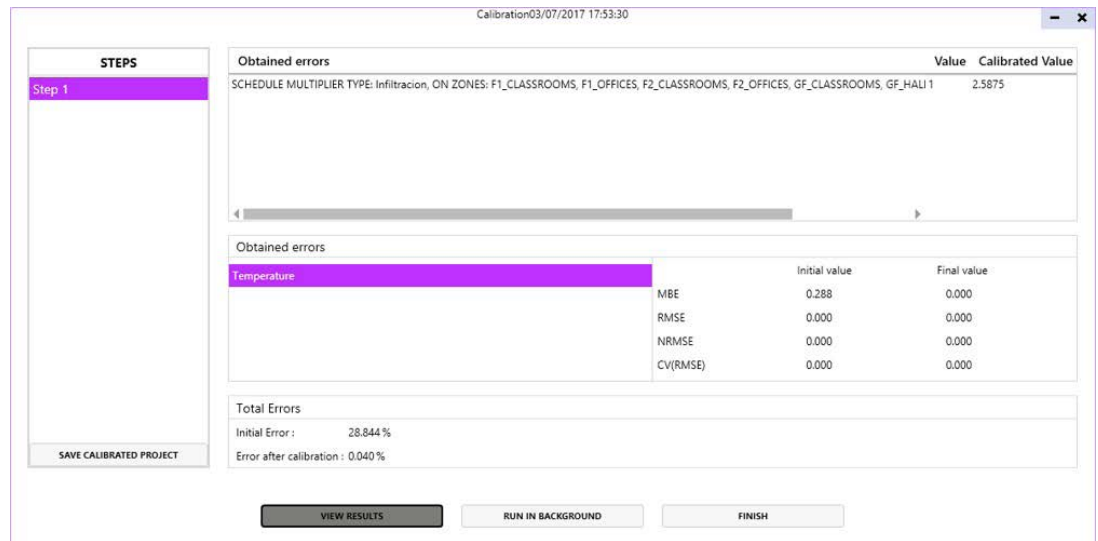 Calibration03/07/2017 17:53:30
STEPS
Step 1
SAVE CALIBRATED PROJECT
Obtained errors Value Calibrated Value
SCHEDULE MULTIPLIER TYPE: Infiltracion, ON ZONES: F1_CLASSROOMS, F1_OFFICES, F2_CLASSROOMS, F2_OFFICES, GF_CLASSROOMS, GF_HALI 1 2.5875
Obtained errors
Temperature
Initial value Final value
MBE 0.288 0.000
RMSE 0.000 0.000
NRMSE 0.000 0.000
CV(RMSE) 0.000 0.000
Total Errors
Initial Error : 28.844 %
Error after calibration : 0.040 %
VIEW RESULTS RUN IN BACKGROUND FINISH